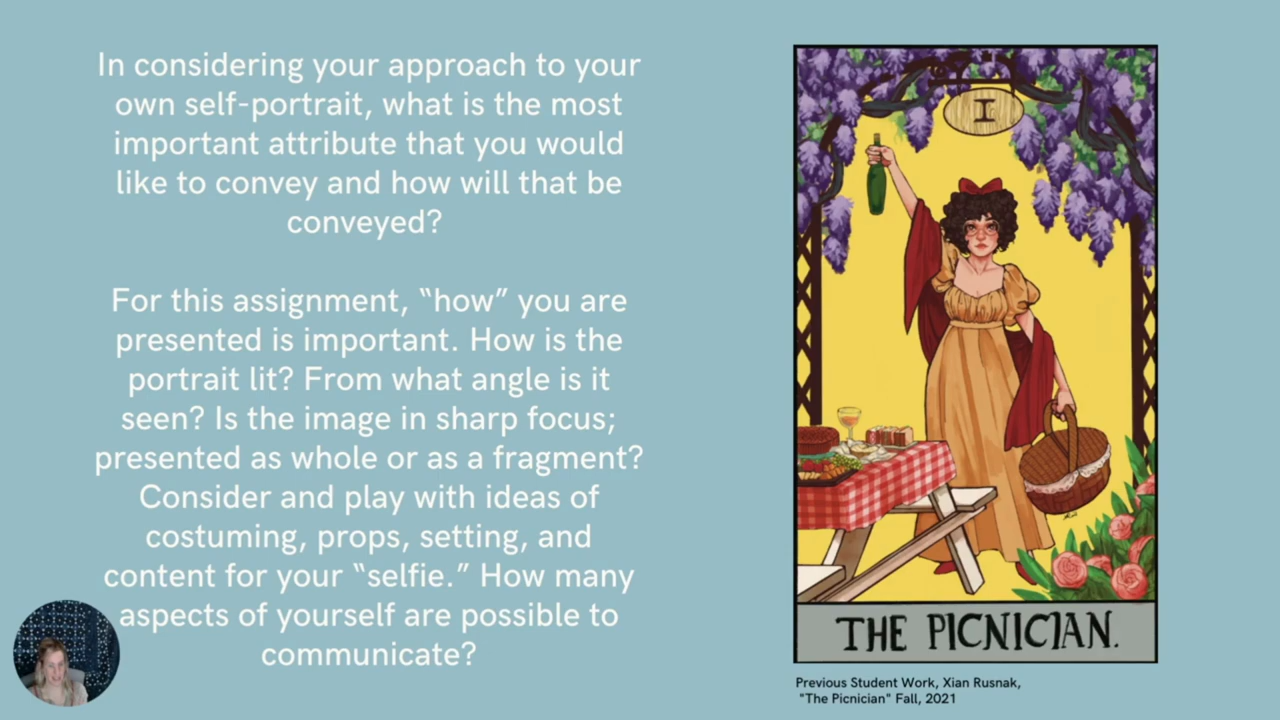 In considering your approach to your
own self-portrait, what is the most
important attribute that you would
like to convey and how will that be
conveyed?
For this assignment, “how” you are
presented is important. How is the
portrait lit? From what angle is it
seen? Is the image in sharp focus;
presented as whole or as a fragment?
Consider and play with ideas of
costuming, props, setting, and
content for your “selfie.” How many
aspects of yourself are possible to
communicate?
I
THE PICNICIAN.
Previous Student Work, Xian Rusnak,
"The Picnician" Fall, 2021